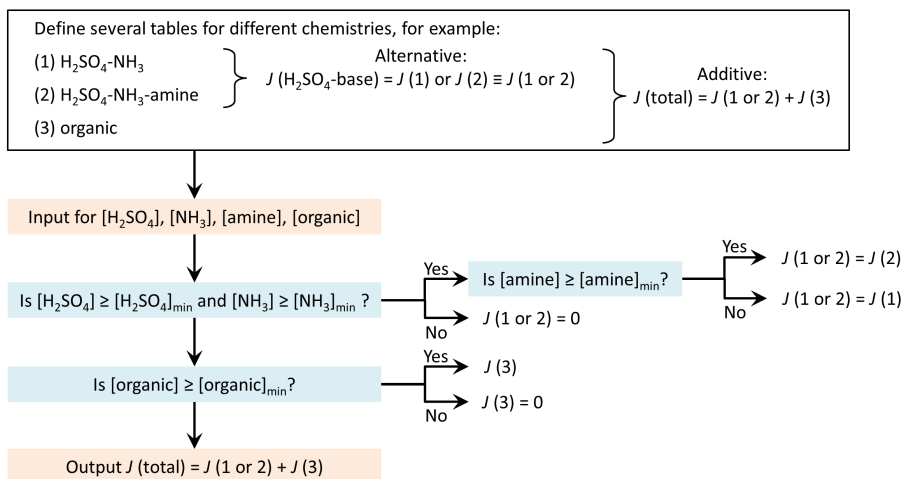 Define several tables for different chemistries, for example:
(1) H₂SO₄-NH₃
(2) H₂SO₄-NH₃-amine
(3) organic
Alternative:
J (H₂SO₄-base) = J (1) or J (2) ≡ J (1 or 2)
Additive:
J (total) = J (1 or 2) + J (3)
Input for [H₂SO₄], [NH₃], [amine], [organic]
Is [H₂SO₄] ≥ [H₂SO₄]min and [NH₃] ≥ [NH₃]min ?
Yes
Is [amine] ≥ [amine]min?
Yes
J (1 or 2) = J (2)
No
J (1 or 2) = J (1)
No
J (1 or 2) = 0
Is [organic] ≥ [organic]min?
Yes
J (3)
No
J (3) = 0
Output J (total) = J (1 or 2) + J (3)